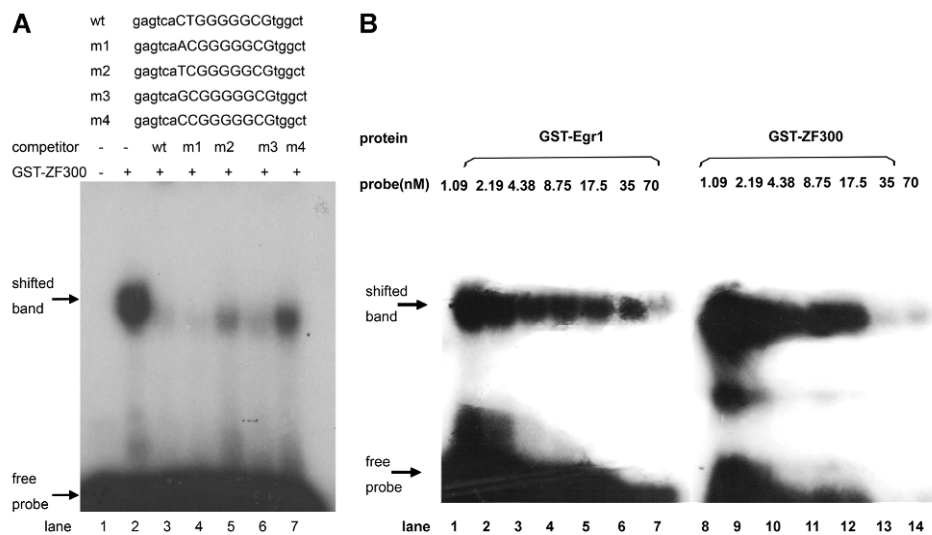 A
wt gagtcaCTGGGGGCGtggct
m1 gagtcaACGGGGGCGtggct
m2 gagtcaTCGGGGGCGtggct
m3 gagtcaGCGGGGGCGtggct
m4 gagtcaCCGGGGGCGtggct
competitor - - wt m1 m2 m3 m4
GST-ZF300 - + + + + + +
shifted
band
free
probe
lane 1 2 3 4 5 6 7
B
protein GST-Egr1 GST-ZF300
probe(nM) 1.09 2.19 4.38 8.75 17.5 35 70 1.09 2.19 4.38 8.75 17.5 35 70
shifted
band
free
probe
lane 1 2 3 4 5 6 7 8 9 10 11 12 13 14